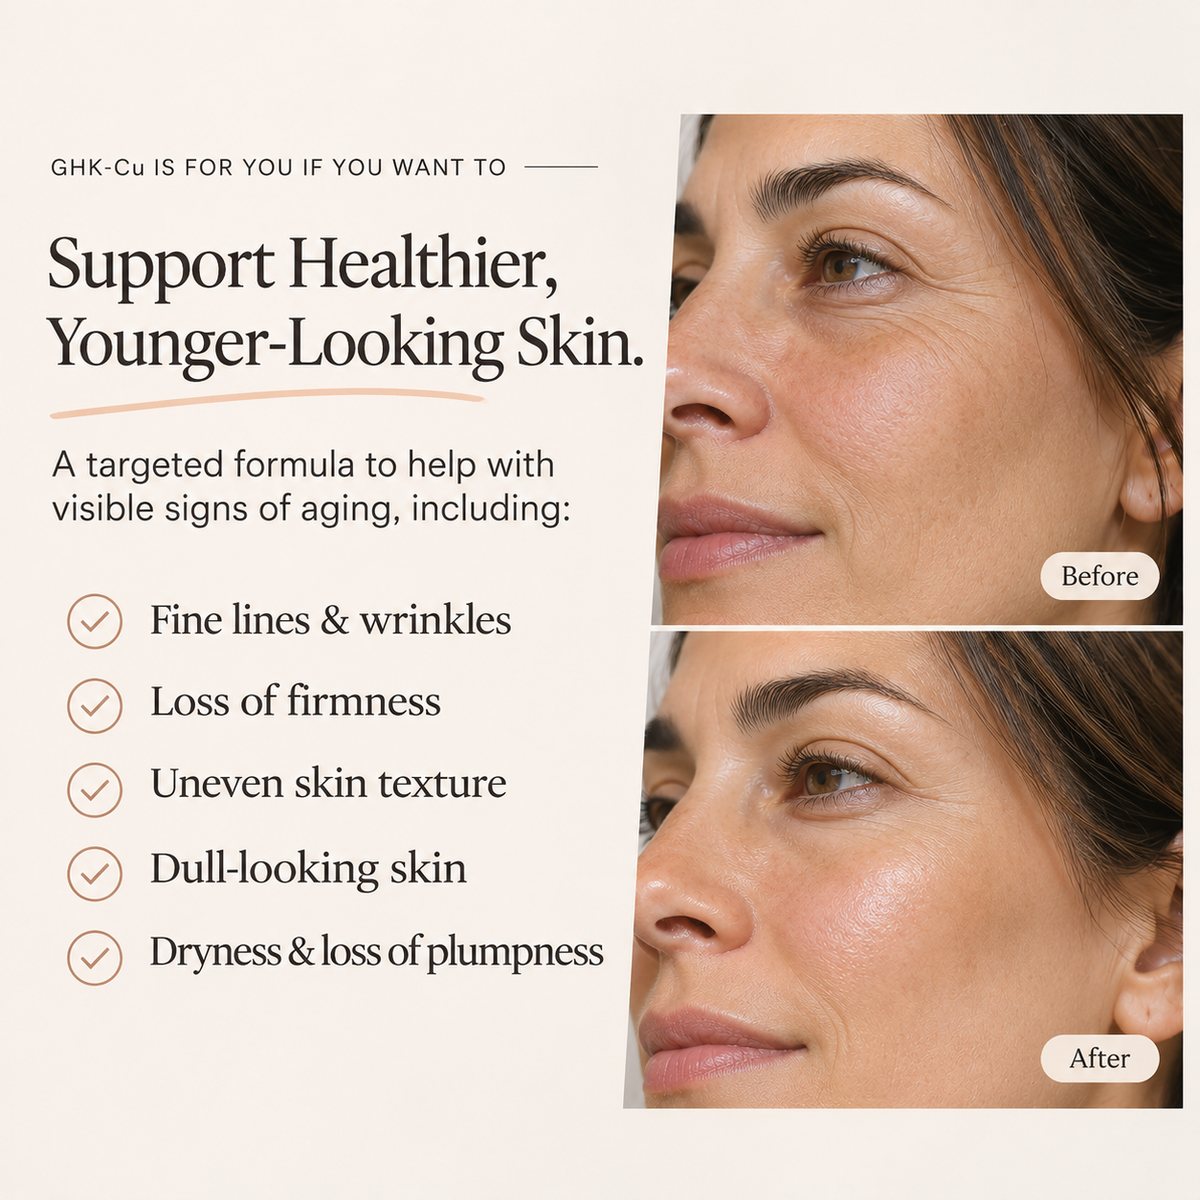 GHK-Cu IS FOR YOU IF YOU WANT TO
Support Healthier,
Younger-Looking Skin.
A targeted formula to help with
visible signs of aging, including:
Fine lines & wrinkles
Loss of firmness
Uneven skin texture
Dull-looking skin
Dryness & loss of plumpness
Before
After